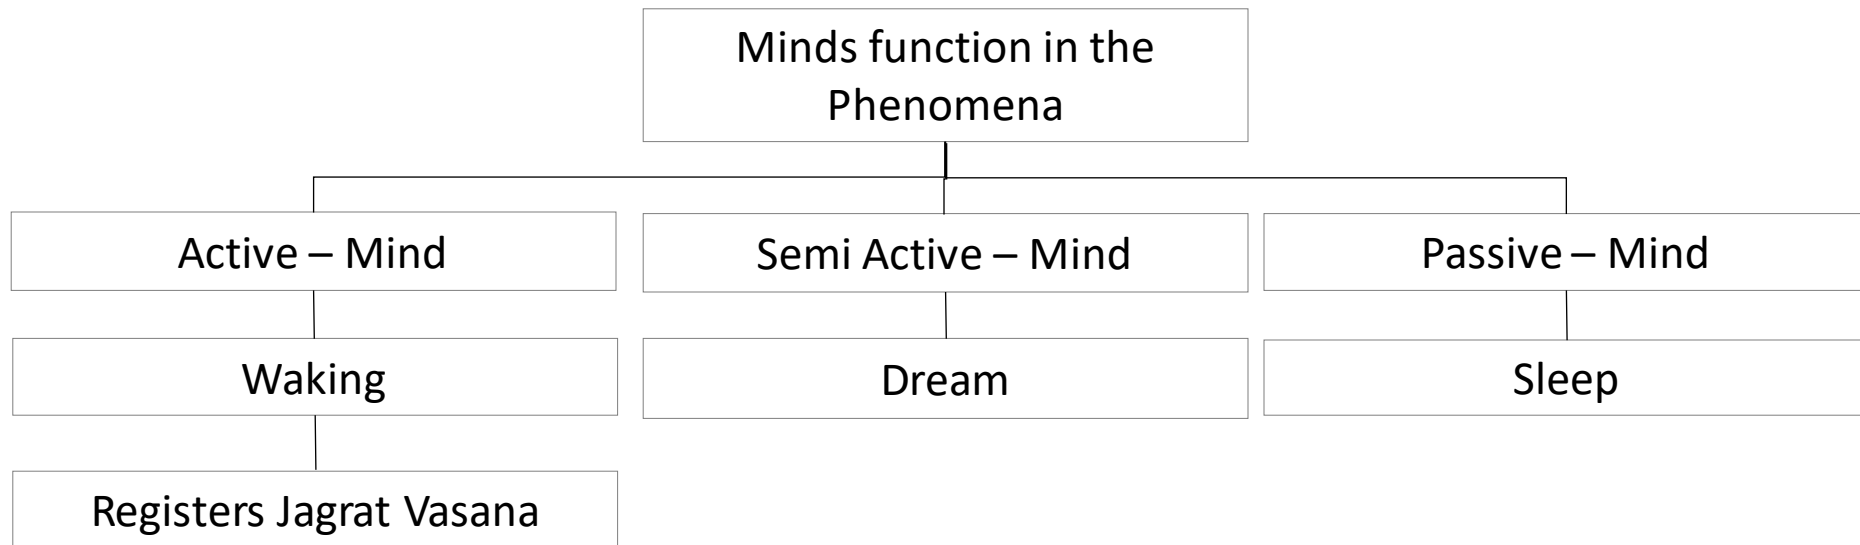 Minds function in the
Phenomena
Active – Mind
Semi Active – Mind
Passive – Mind
Waking
Dream
Sleep
Registers Jagrat Vasana